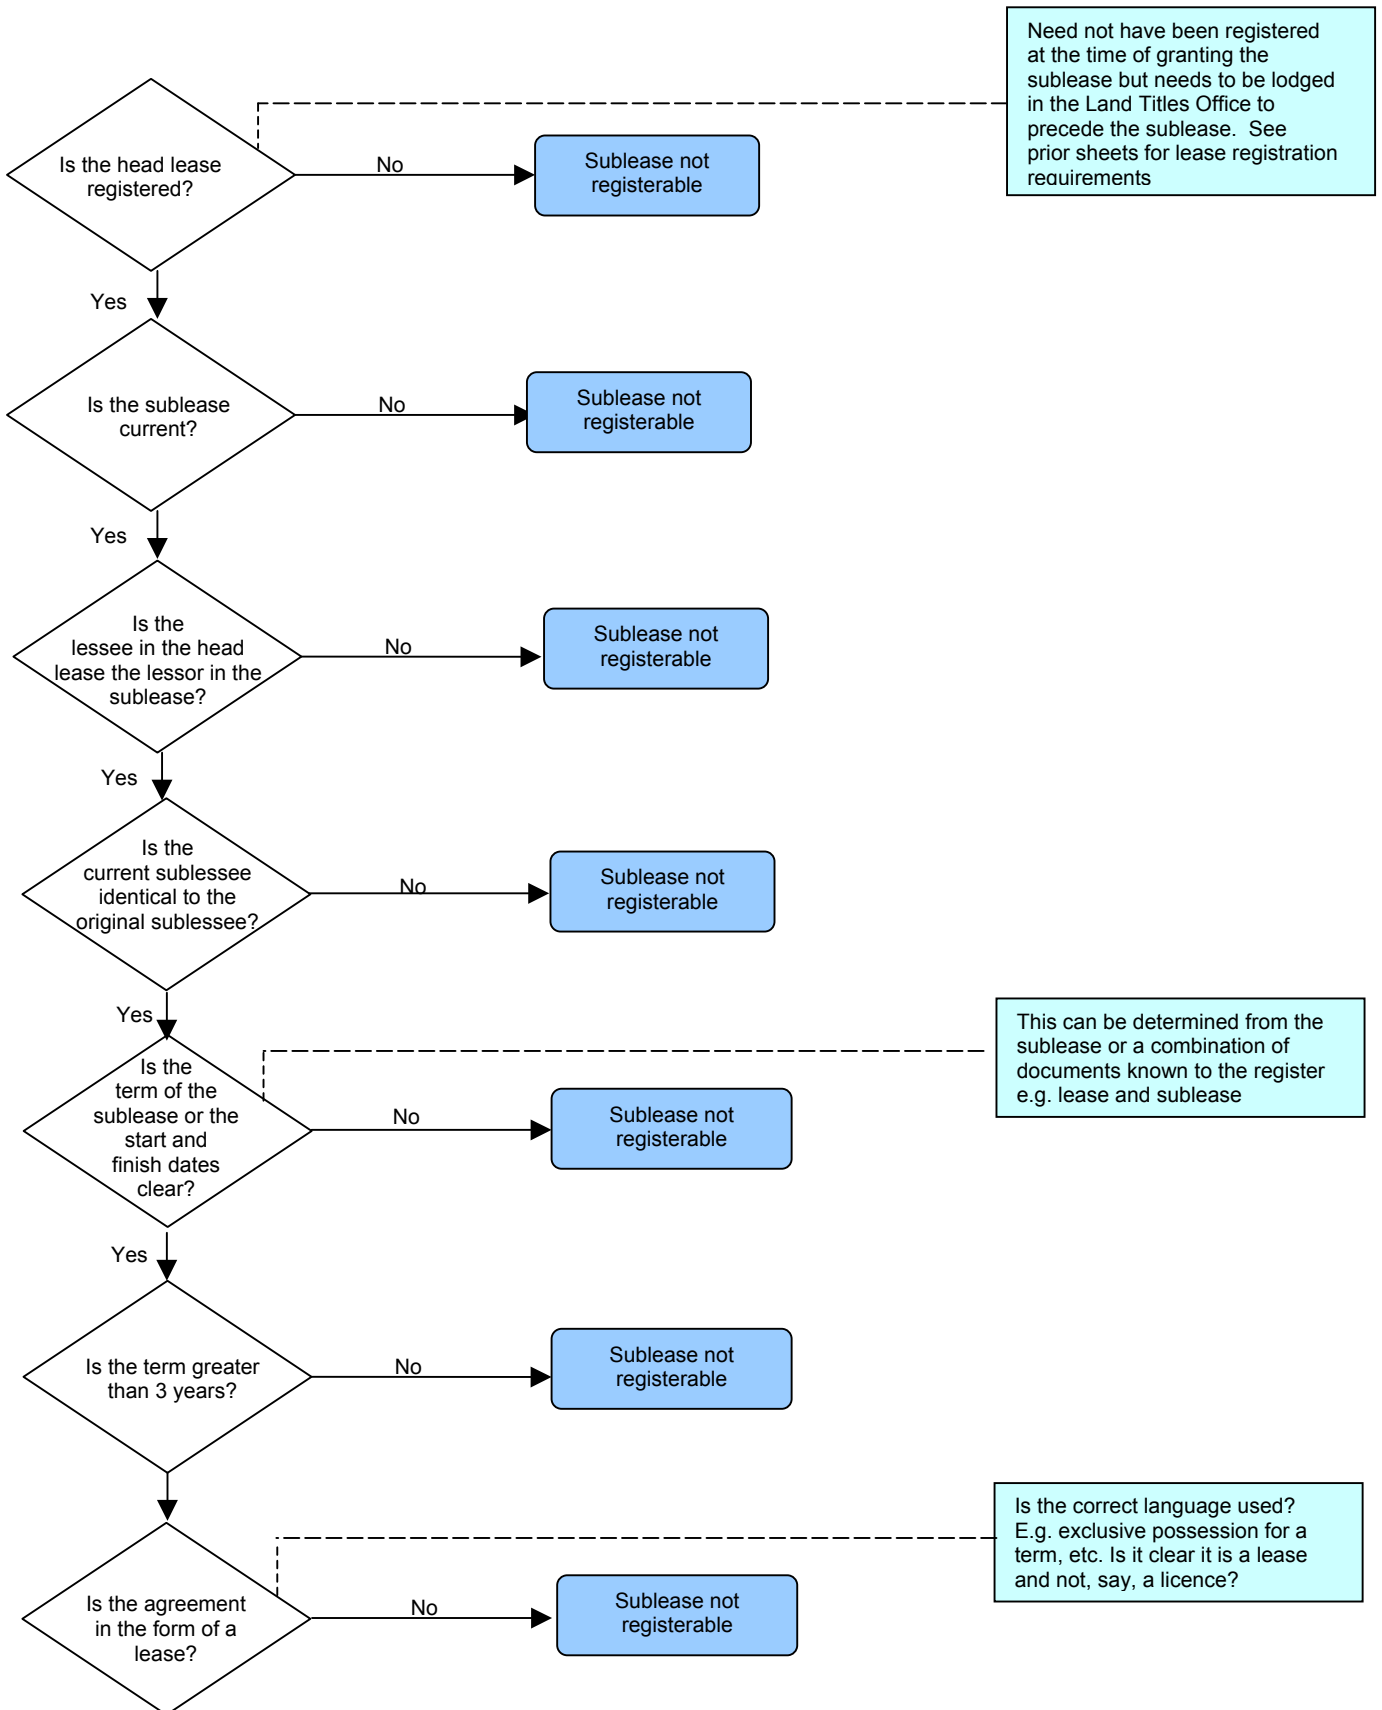 Need not have been registered
at the time of granting the
sublease but needs to be lodged
in the Land Titles Office to
precede the sublease. See
prior sheets for lease registration
requirements
Is the head lease
registered?
No
Sublease not
registerable
Yes
Is the sublease
current?
No
Sublease not
registerable
Yes
Is the
lessee in the head
lease the lessor in the
sublease?
No
Sublease not
registerable
Yes
Is the
current sublessee
identical to the
original sublessee?
No
Sublease not
registerable
Yes
This can be determined from the
sublease or a combination of
documents known to the register
e.g. lease and sublease
Is the
term of the
sublease or the
start and
finish dates
clear?
No
Sublease not
registerable
Yes
Is the term greater
than 3 years?
No
Sublease not
registerable
Is the correct language used?
E.g. exclusive possession for a
term, etc. Is it clear it is a lease
and not, say, a licence?
Is the agreement
in the form of a
lease?
No
Sublease not
registerable